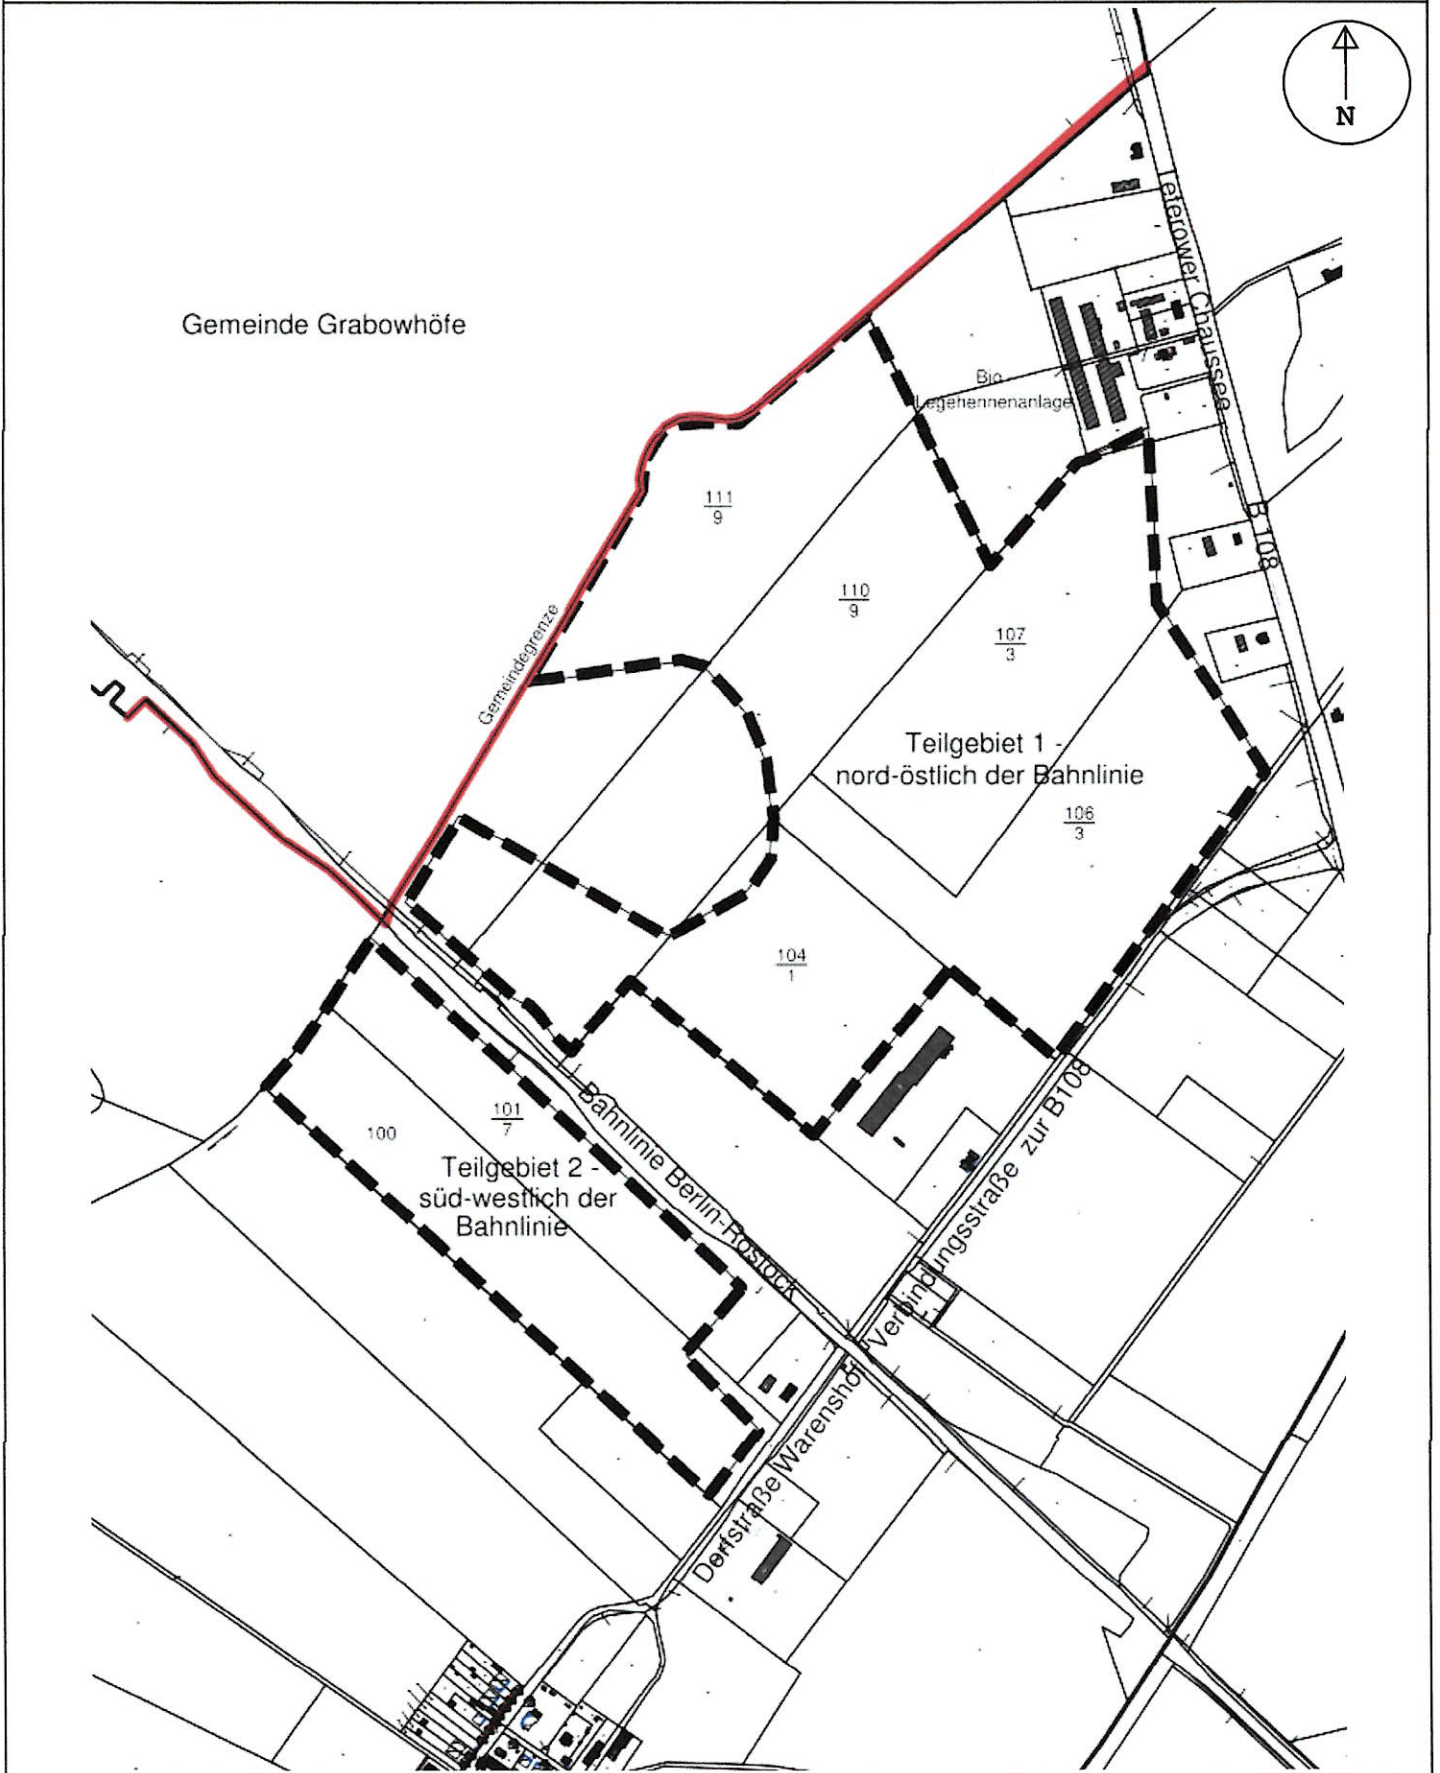 N
Teterower Chaussee
Gemeinde Grabowhöfe
Bio
Legehennenanlage
111
9
B 108
110
9
107
3
Gemeindegrenze
Teilgebiet 1 -
nord-östlich der Bahnlinie
106
3
104
1
100
101
7
Teilgebiet 2 -
süd-westlich der
Bahnlinie
Bahnlinie Berlin-Rostock
Verbindungsstraße zur B108
Dorfstraße Warenshof